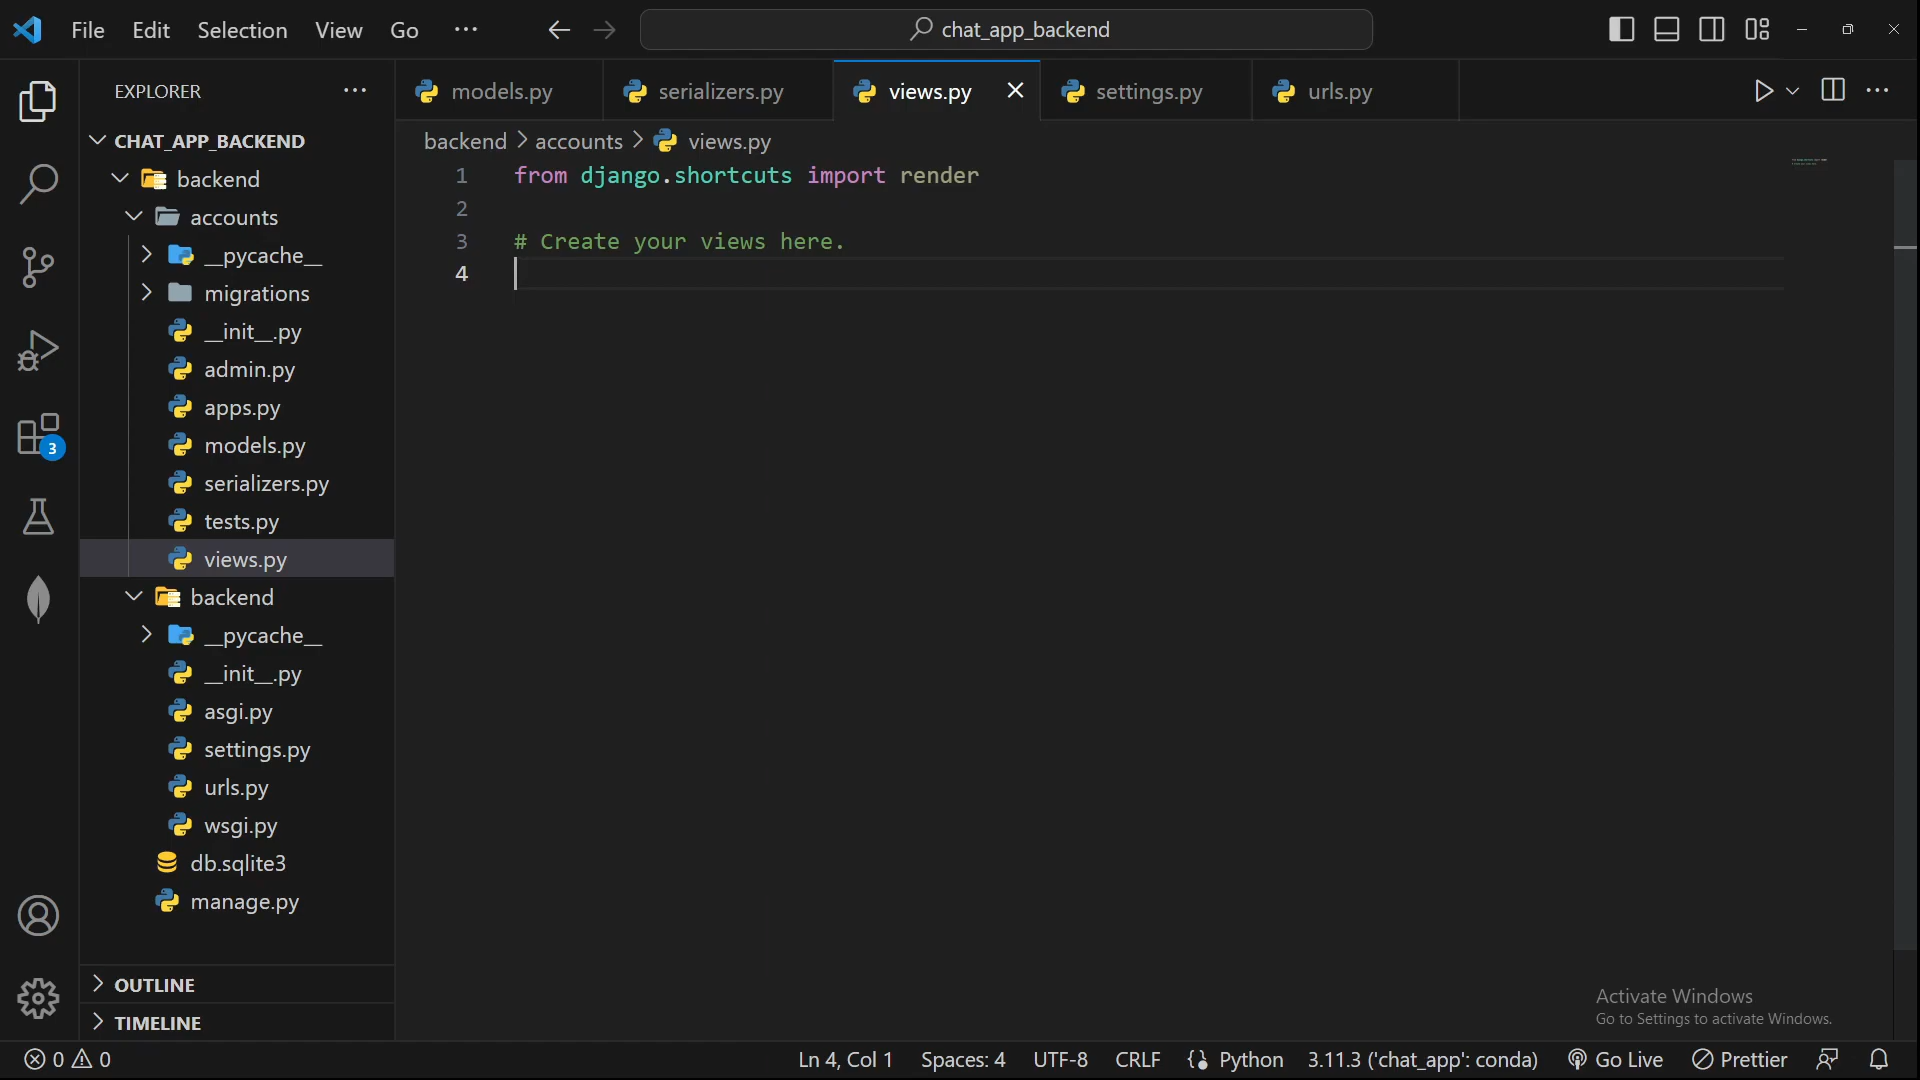 File Edit Selection View Go ··· chat_app_backend
EXPLORER ···
models.py serializers.py views.py settings.py urls.py
CHAT_APP_BACKEND
backend > accounts > views.py
backend
accounts
__pycache__
migrations
__init__.py
admin.py
apps.py
models.py
serializers.py
tests.py
views.py
backend
__pycache__
__init__.py
asgi.py
settings.py
urls.py
wsgi.py
db.sqlite3
manage.py
OUTLINE
TIMELINE
1 from django.shortcuts import render
2
3 # Create your views here.
4
3
Activate Windows
Go to Settings to activate Windows.
0 0 Ln 4, Col 1 Spaces: 4 UTF-8 CRLF Python 3.11.3 ('chat_app': conda) Go Live Prettier